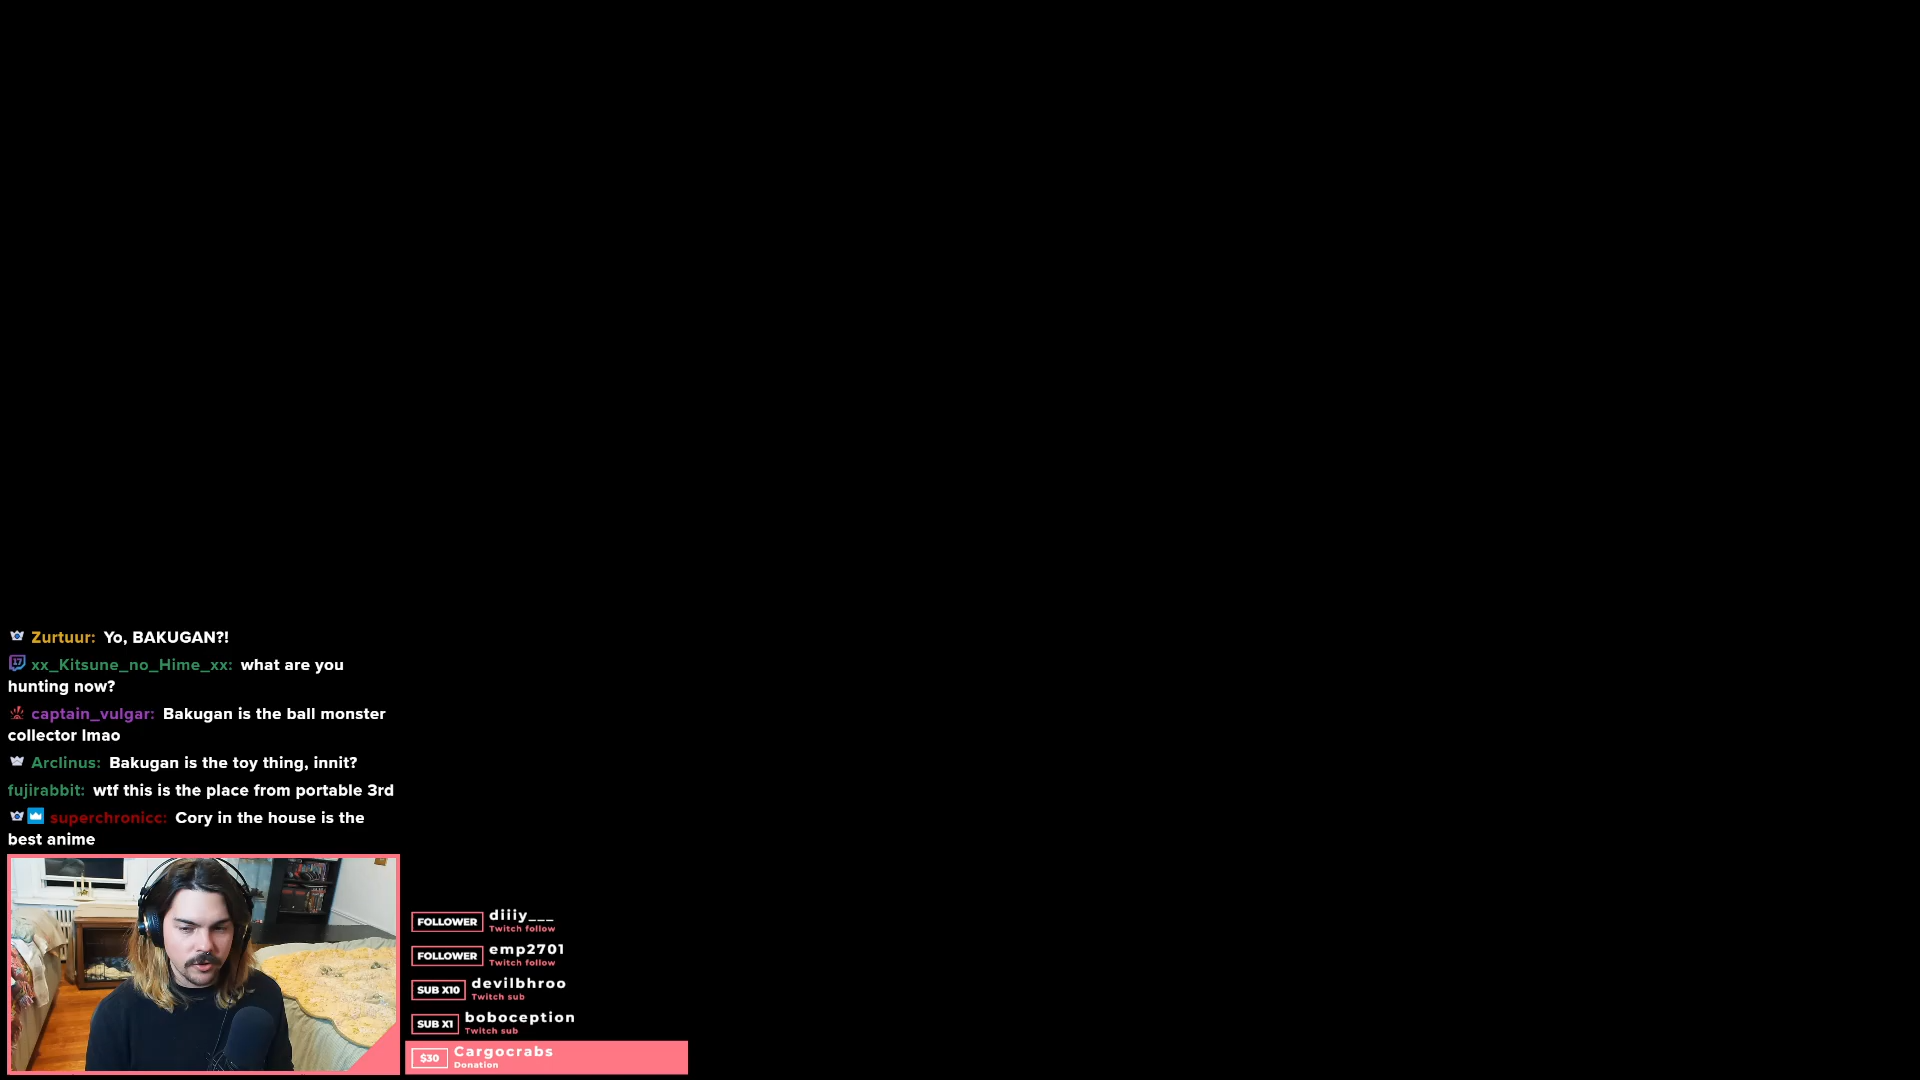 Zurtuur: Yo, BAKUGAN?!
xx_Kitsune_no_Hime_xx: what are you
hunting now?
captain_vulgar: Bakugan is the ball monster
collector lmao
Arclinus: Bakugan is the toy thing, innit?
fujirabbit: wtf this is the place from portable 3rd
superchronicc: Cory in the house is the
best anime
FOLLOWER diiiy___
Twitch follow
FOLLOWER emp2701
Twitch follow
SUB X10 devilbhroo
Twitch sub
SUB X1 boboception
Twitch sub
$30 Cargocrabs
Donation